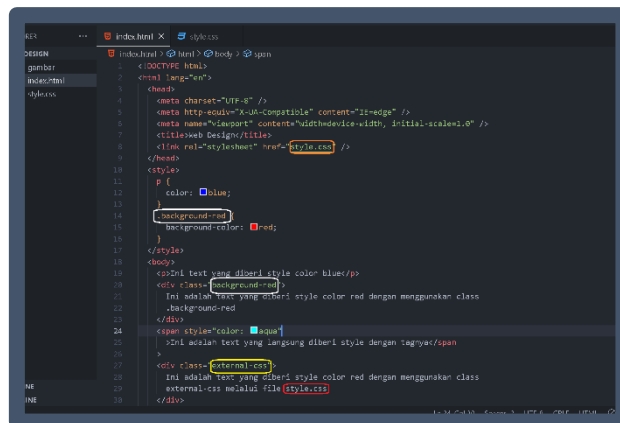 RER ··· index.html × style.css
DESIGN index.html > html > body > span
gambar
index.html
style.css
1 <!DOCTYPE html>
2 <html lang="en">
3 <head>
4 <meta charset="UTF-8" />
5 <meta http-equiv="X-UA-Compatible" content="IE=edge" />
6 <meta name="viewport" content="width=device-width, initial-scale=1.0" />
7 <title>Web Design</title>
8 <link rel="stylesheet" href="style.css" />
9 </head>
10 <style>
11 p {
12 color: blue;
13 }
14 .background-red {
15 background-color: red;
16 }
17 </style>
18 <body>
19 <p>Ini text yang diberi style color blue</p>
20 <div class="background-red">
21 Ini adalah text yang diberi style color red dengan menggunakan class
22 .background-red
23 </div>
24 <span style="color: aqua"
25 >Ini adalah text yang langsung diberi style dengan tagnya</span
26 >
27 <div class="external-css">
28 Ini adalah text yang diberi style color red dengan menggunakan class
29 external-css melalui file style.css
30 </div>
NE
INE